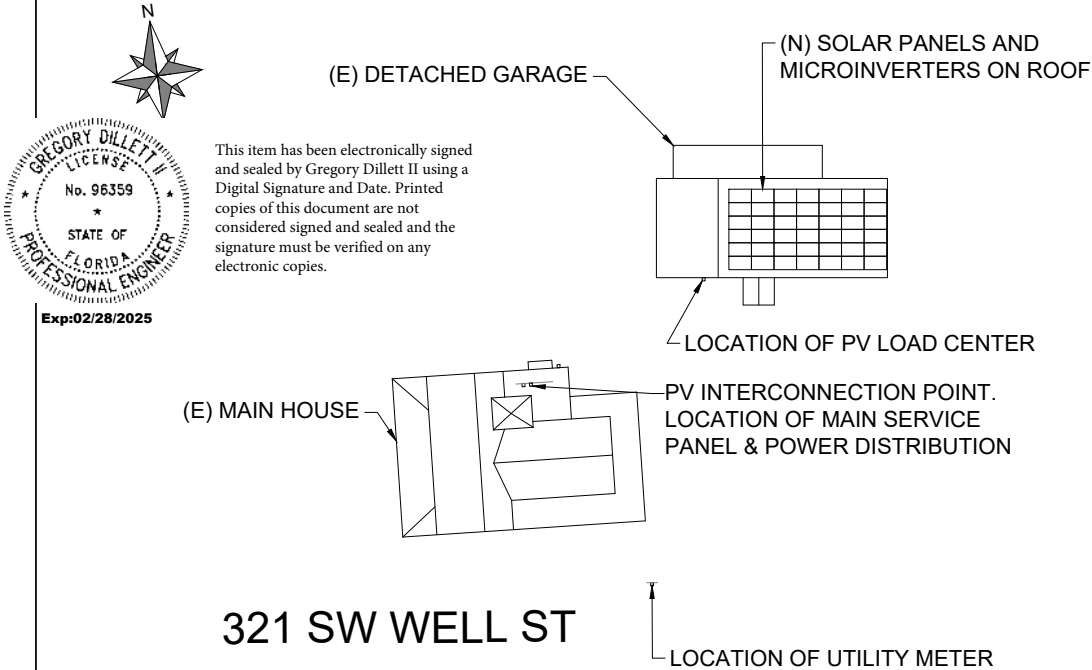 N
(E) DETACHED GARAGE
(N) SOLAR PANELS AND
MICROINVERTERS ON ROOF
GREGORY DILLETT II
LICENSE
No. 96359
STATE OF
FLORIDA
PROFESSIONAL ENGINEER
Exp:02/28/2025
This item has been electronically signed
and sealed by Gregory Dillett II using a
Digital Signature and Date. Printed
copies of this document are not
considered signed and sealed and the
signature must be verified on any
electronic copies.
LOCATION OF PV LOAD CENTER
(E) MAIN HOUSE
PV INTERCONNECTION POINT.
LOCATION OF MAIN SERVICE
PANEL & POWER DISTRIBUTION
321 SW WELL ST
LOCATION OF UTILITY METER